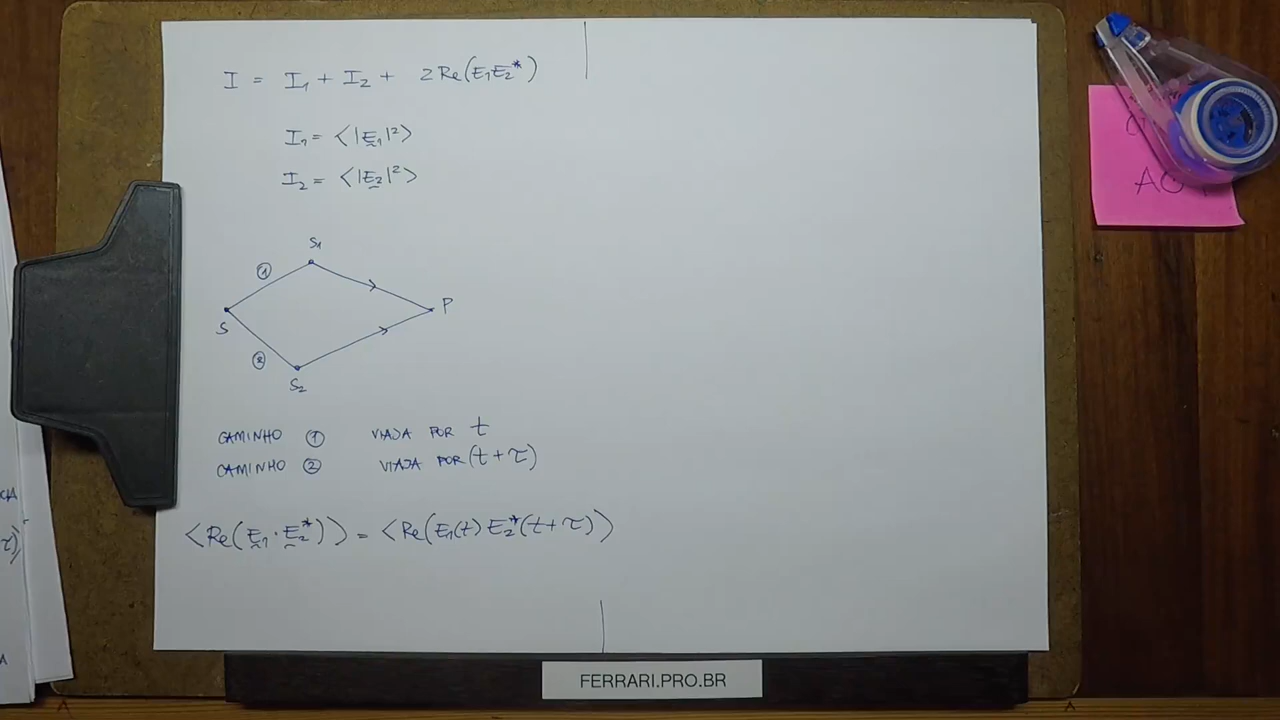 I = I₁ + I₂ + 2Re(E₁E₂*)
I₁ = ⟨|E₁|²⟩
I₂ = ⟨|E₂|²⟩
S₁
①
P
S
②
S₂
CAMINHO ① VIAJA POR t
CAMINHO ② VIAJA POR (t+τ)
⟨Re(E₁·E₂*)⟩ = ⟨Re(E₁(t) E₂*(t+τ)⟩
τ)
AO
FERRARI.PRO.BR